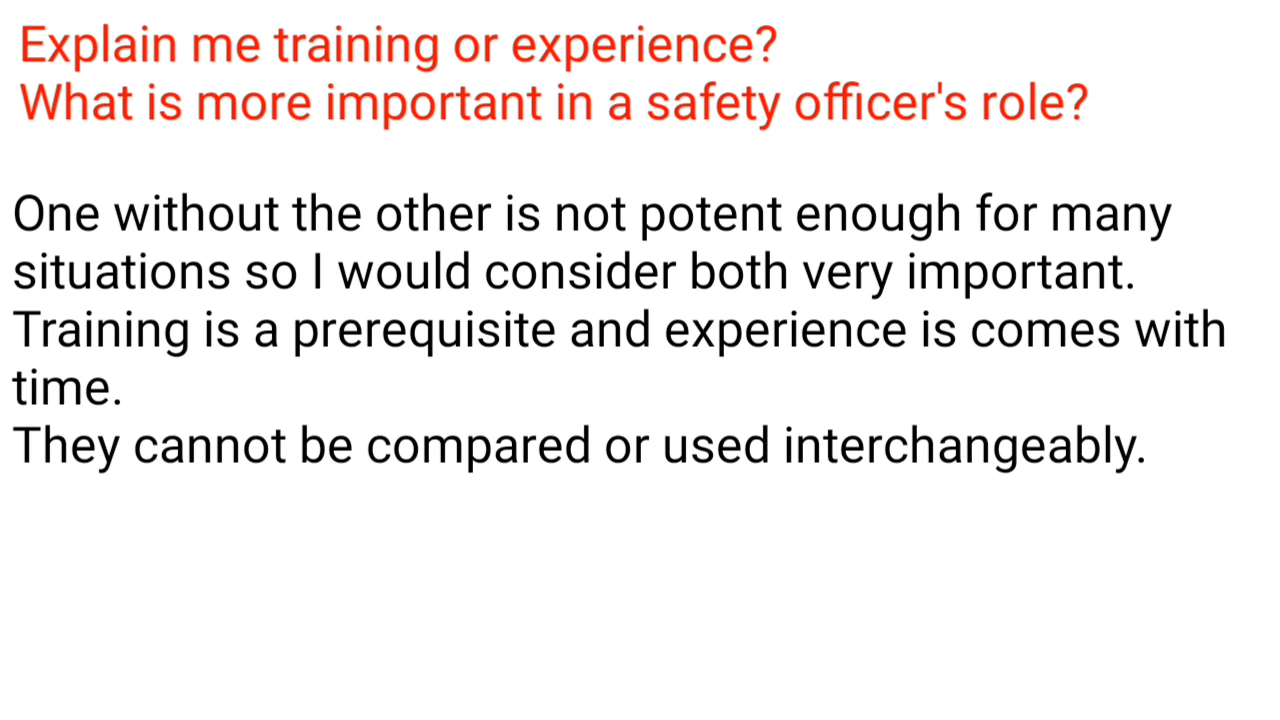 Explain me training or experience?
What is more important in a safety officer's role?
One without the other is not potent enough for many
situations so I would consider both very important.
Training is a prerequisite and experience is comes with
time.
They cannot be compared or used interchangeably.